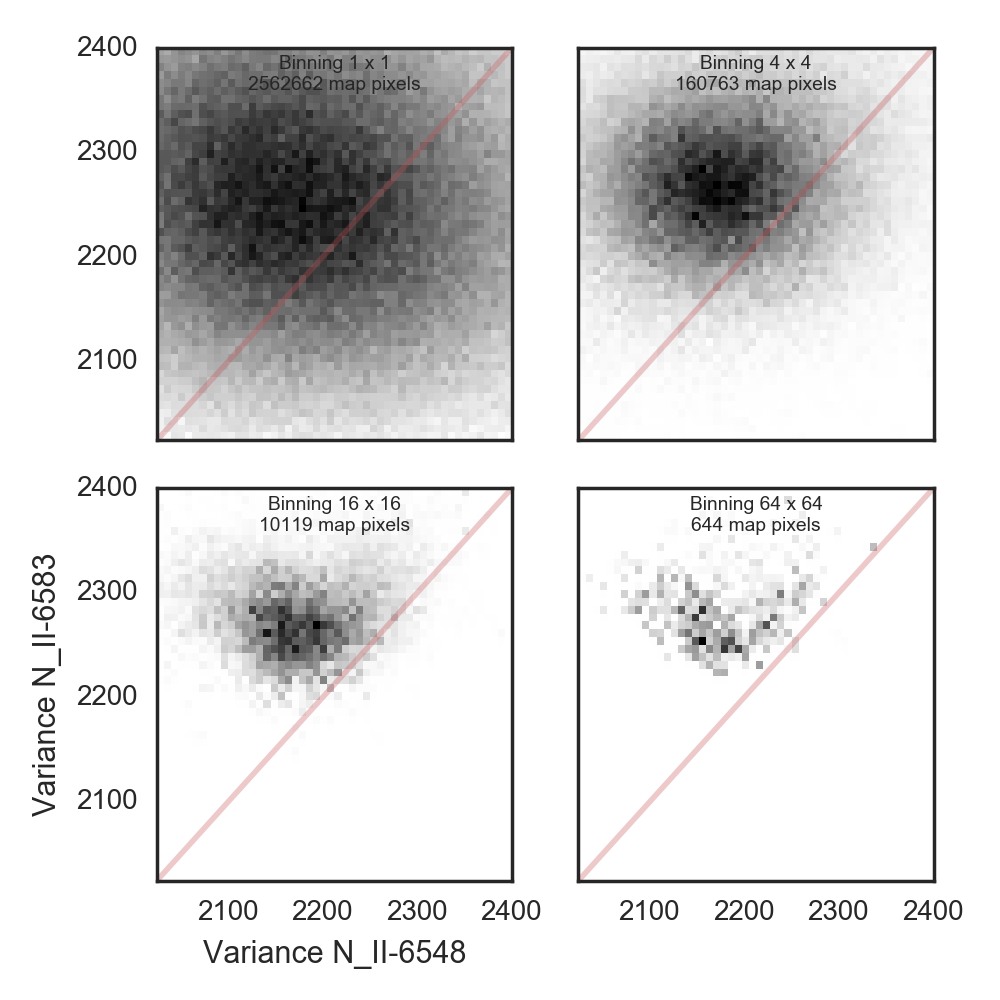 2400
2300
2200
2100
Binning 1 x 1
2562662 map pixels
Binning 4 x 4
160763 map pixels
2400
2300
2200
2100
Binning 16 x 16
10119 map pixels
Binning 64 x 64
644 map pixels
Variance N_II-6583
2100 2200 2300 2400
2100 2200 2300 2400
Variance N_II-6548